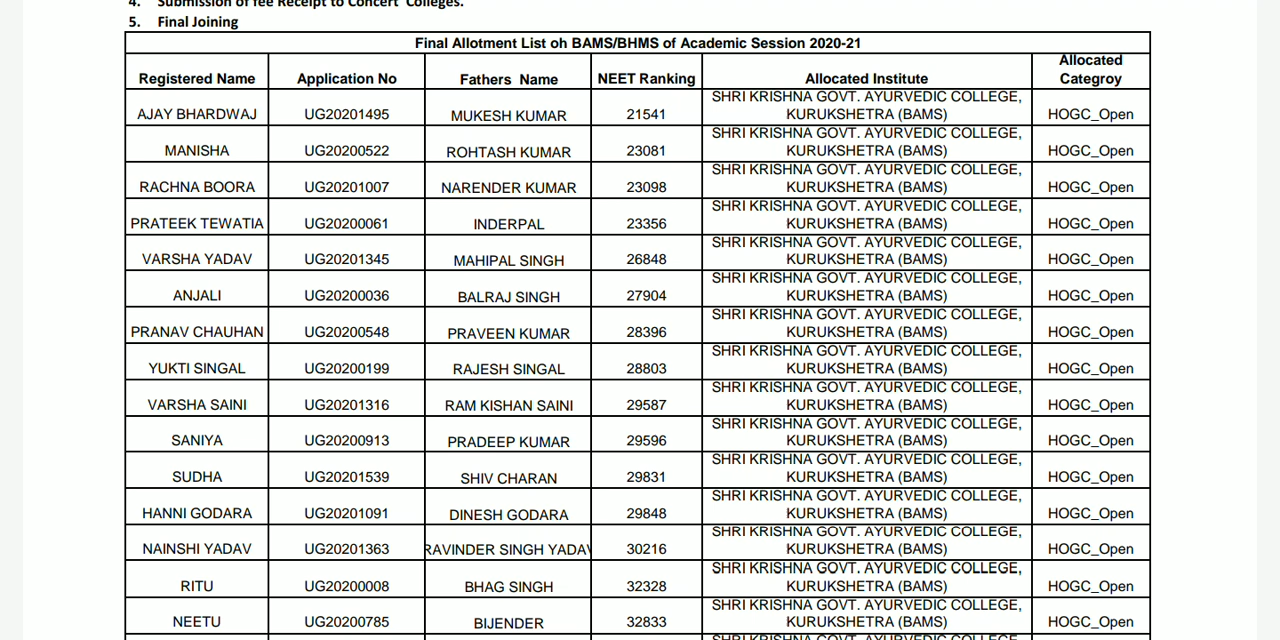 4. Submission of fee Receipt to Concert Colleges.
5. Final Joining
Final Allotment List oh BAMS/BHMS of Academic Session 2020-21
Registered Name Application No Fathers Name NEET Ranking Allocated Institute Allocated Categroy
AJAY BHARDWAJ UG20201495 MUKESH KUMAR 21541 SHRI KRISHNA GOVT. AYURVEDIC COLLEGE, KURUKSHETRA (BAMS) HOGC_Open
MANISHA UG20200522 ROHTASH KUMAR 23081 SHRI KRISHNA GOVT. AYURVEDIC COLLEGE, KURUKSHETRA (BAMS) HOGC_Open
RACHNA BOORA UG20201007 NARENDER KUMAR 23098 SHRI KRISHNA GOVT. AYURVEDIC COLLEGE, KURUKSHETRA (BAMS) HOGC_Open
PRATEEK TEWATIA UG20200061 INDERPAL 23356 SHRI KRISHNA GOVT. AYURVEDIC COLLEGE, KURUKSHETRA (BAMS) HOGC_Open
VARSHA YADAV UG20201345 MAHIPAL SINGH 26848 SHRI KRISHNA GOVT. AYURVEDIC COLLEGE, KURUKSHETRA (BAMS) HOGC_Open
ANJALI UG20200036 BALRAJ SINGH 27904 SHRI KRISHNA GOVT. AYURVEDIC COLLEGE, KURUKSHETRA (BAMS) HOGC_Open
PRANAV CHAUHAN UG20200548 PRAVEEN KUMAR 28396 SHRI KRISHNA GOVT. AYURVEDIC COLLEGE, KURUKSHETRA (BAMS) HOGC_Open
YUKTI SINGAL UG20200199 RAJESH SINGAL 28803 SHRI KRISHNA GOVT. AYURVEDIC COLLEGE, KURUKSHETRA (BAMS) HOGC_Open
VARSHA SAINI UG20201316 RAM KISHAN SAINI 29587 SHRI KRISHNA GOVT. AYURVEDIC COLLEGE, KURUKSHETRA (BAMS) HOGC_Open
SANIYA UG20200913 PRADEEP KUMAR 29596 SHRI KRISHNA GOVT. AYURVEDIC COLLEGE, KURUKSHETRA (BAMS) HOGC_Open
SUDHA UG20201539 SHIV CHARAN 29831 SHRI KRISHNA GOVT. AYURVEDIC COLLEGE, KURUKSHETRA (BAMS) HOGC_Open
HANNI GODARA UG20201091 DINESH GODARA 29848 SHRI KRISHNA GOVT. AYURVEDIC COLLEGE, KURUKSHETRA (BAMS) HOGC_Open
NAINSHI YADAV UG20201363 RAVINDER SINGH YADAV 30216 SHRI KRISHNA GOVT. AYURVEDIC COLLEGE, KURUKSHETRA (BAMS) HOGC_Open
RITU UG20200008 BHAG SINGH 32328 SHRI KRISHNA GOVT. AYURVEDIC COLLEGE, KURUKSHETRA (BAMS) HOGC_Open
NEETU UG20200785 BIJENDER 32833 SHRI KRISHNA GOVT. AYURVEDIC COLLEGE, KURUKSHETRA (BAMS) HOGC_Open